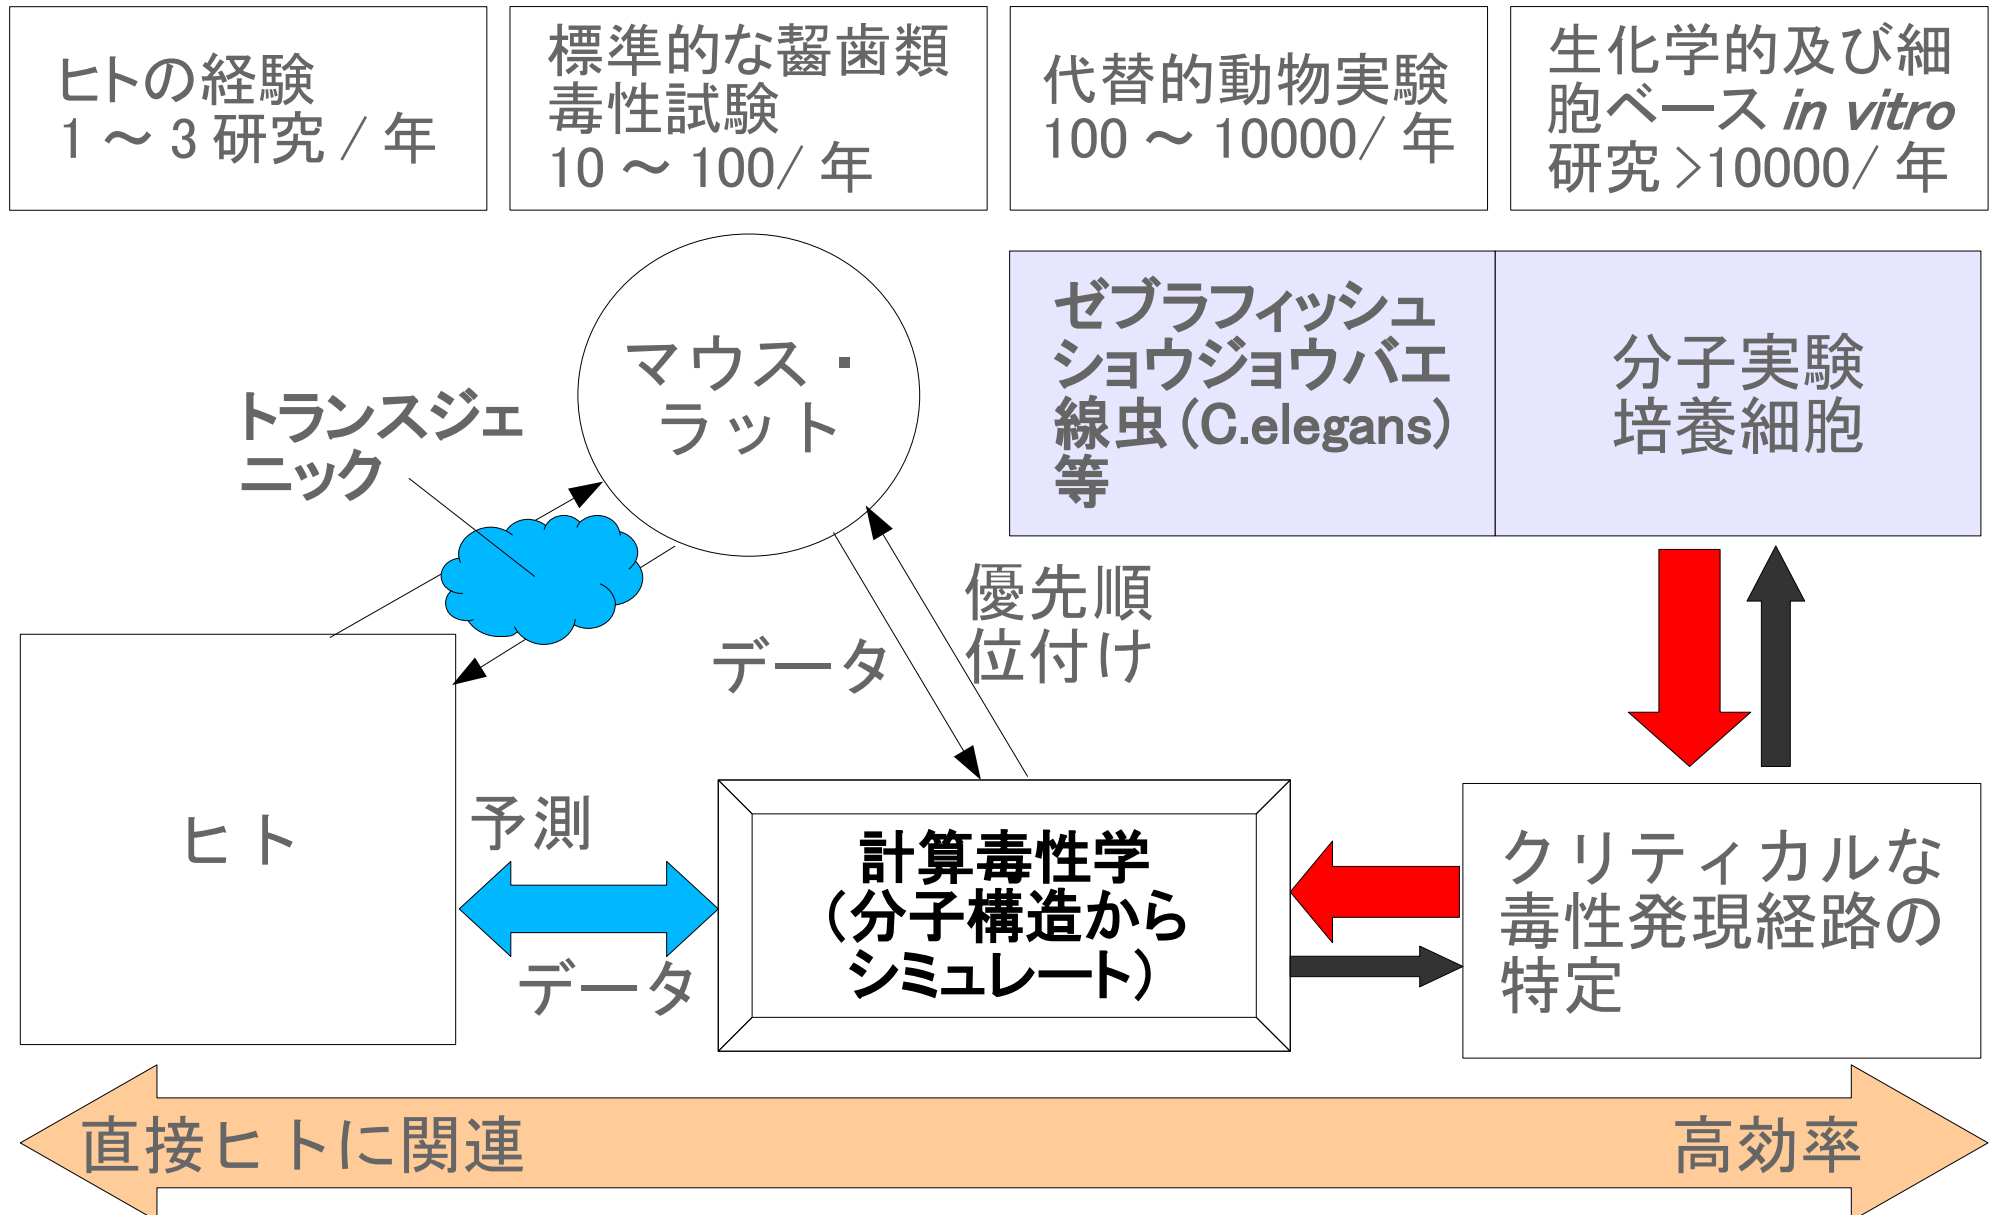 ヒトの経験
1 ～ 3 研究 / 年
標準的な齧歯類
毒性試験
10 ～ 100/ 年
代替的動物実験
100 ～ 10000/ 年
生化学的及び細
胞ベース in vitro
研究 >10000/ 年
マウス・
ラット
ゼブラフィッシュ
ショウジョウバエ
線虫 (C.elegans)
等
分子実験
培養細胞
トランスジェ
ニック
優先順
位付け
データ
ヒト
予測
データ
計算毒性学
（分子構造から
シミュレート）
クリティカルな
毒性発現経路の
特定
直接ヒトに関連
高効率